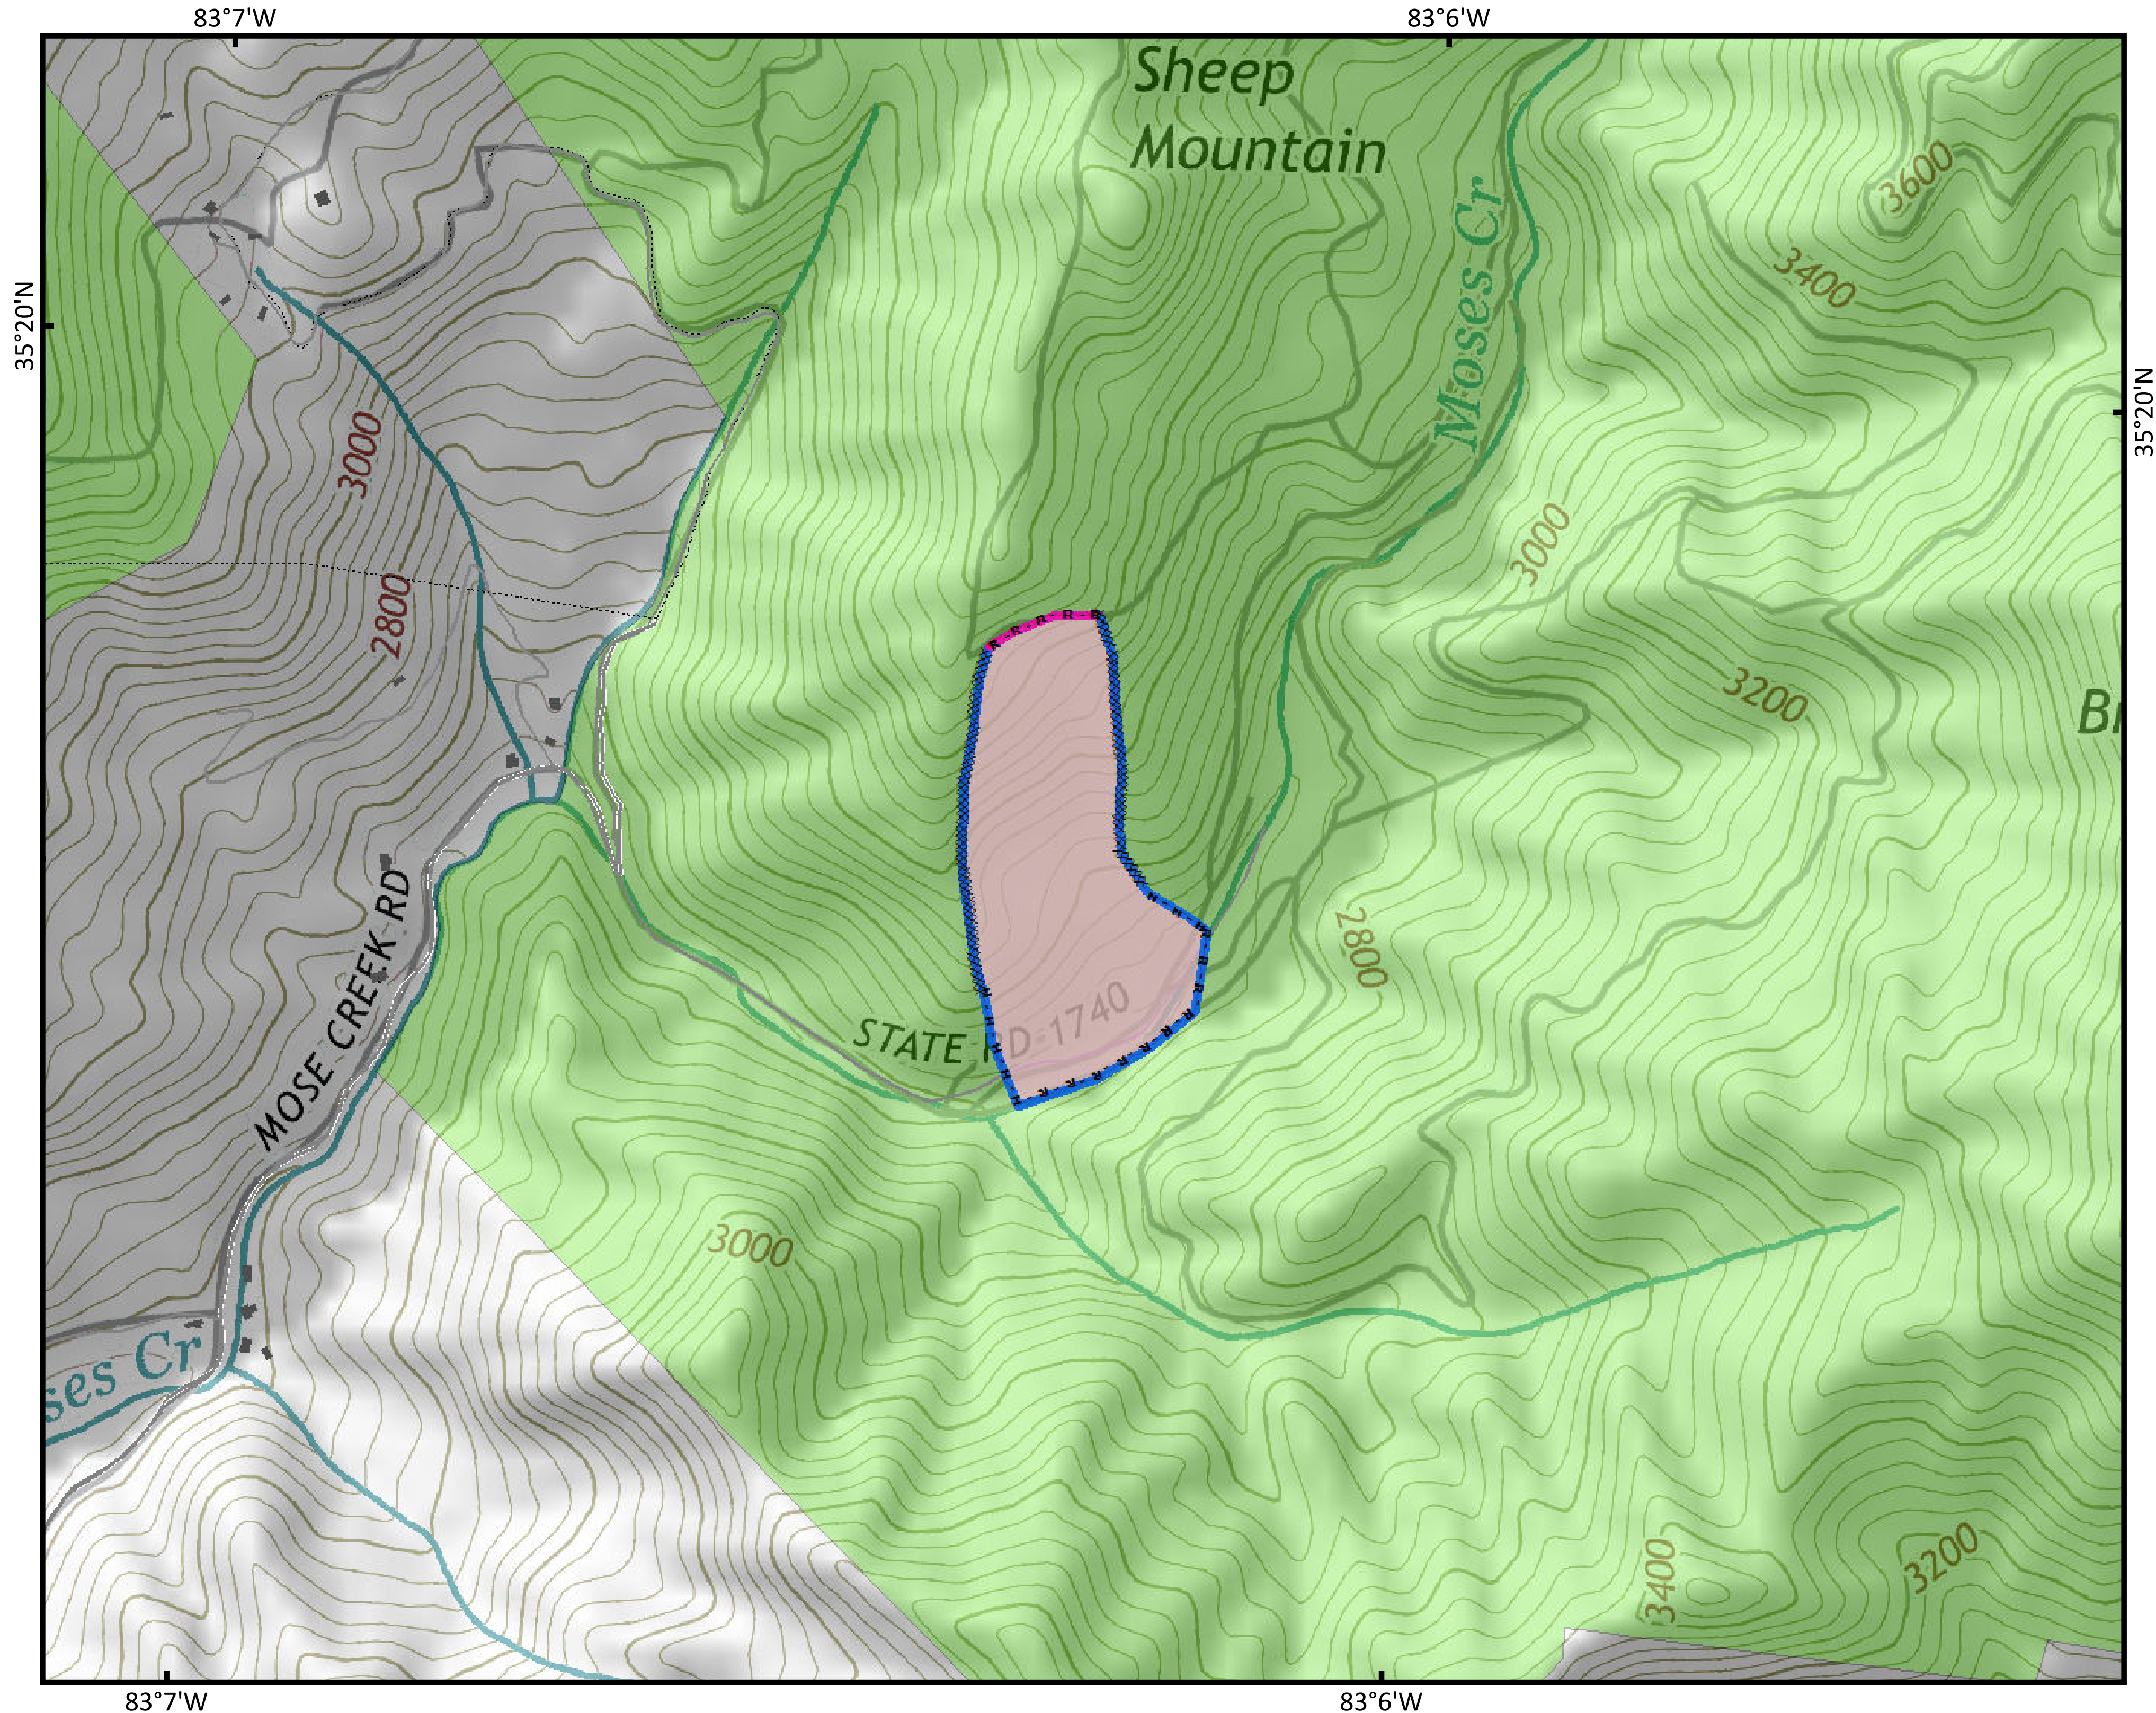 83°7'W
83°6'W
Sheep
Mountain
Moses Cr
3600
3400
35°20'N
35°20'N
3000
3000
2800
3200
Br
MOSE CREEK RD
2800
STATE RD-1740
3000
ses Cr
3400
3200
R-R-R-R-R
H-H-H
R R R R R R R R R
H-H-H-H-H
83°7'W
83°6'W